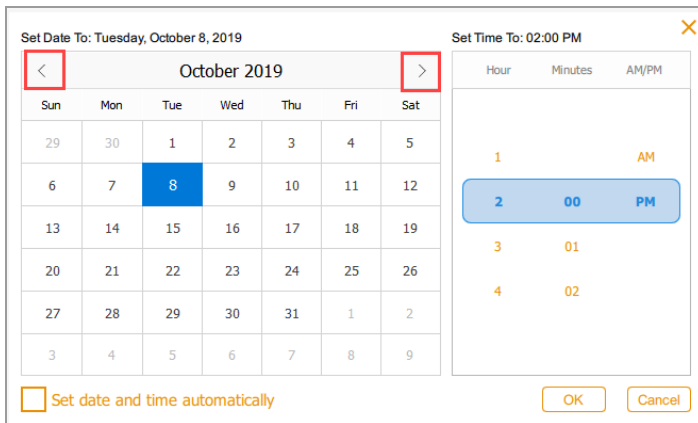 Set Date To: Tuesday, October 8, 2019
October 2019
Sun Mon Tue Wed Thu Fri Sat
29 30 1 2 3 4 5
6 7 8 9 10 11 12
13 14 15 16 17 18 19
20 21 22 23 24 25 26
27 28 29 30 31 1 2
3 4 5 6 7 8 9
Set Time To: 02:00 PM
Hour Minutes AM/PM
1 AM
2 00 PM
3 01
4 02
Set date and time automatically
OK Cancel